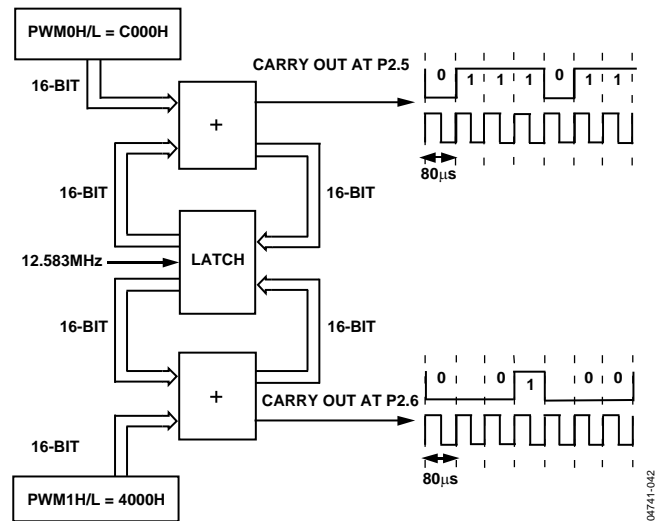 PWM0H/L = C000H
CARRY OUT AT P2.5
0 1 1 1 0 1 1
16-BIT
+
80μs
16-BIT
16-BIT
12.583MHz
LATCH
16-BIT
16-BIT
0 0 1 0 0
+
CARRY OUT AT P2.6
16-BIT
80μs
PWM1H/L = 4000H
04741-042